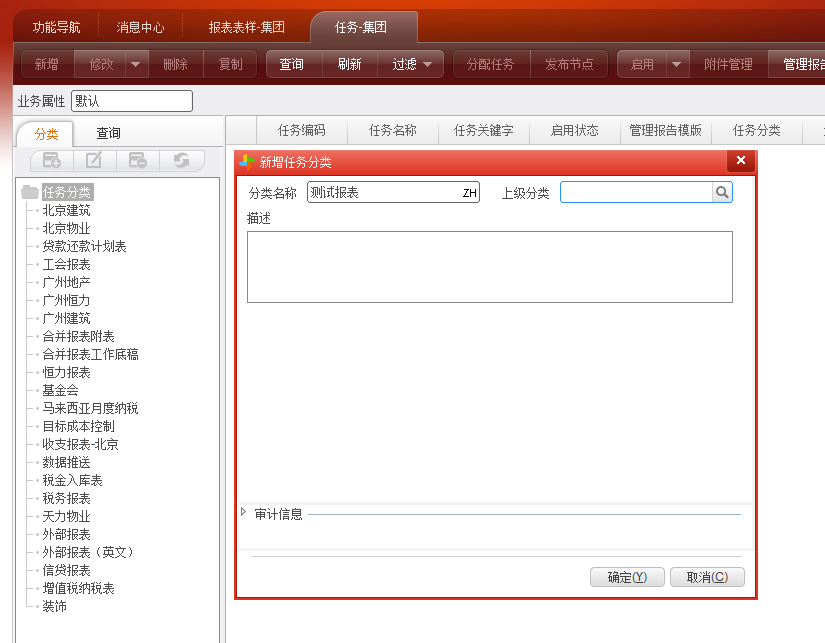 功能导航 消息中心 报表表样-集团 任务-集团
新增 修改 删除 复制 查询 刷新 过滤 分配任务 发布节点 启用 附件管理 管理报告
业务属性 默认
分类 查询
任务编码 任务名称 任务关键字 启用状态 管理报告模版 任务分类
新增任务分类
分类名称 测试报表 ZH 上级分类
描述
审计信息
确定(Y) 取消(C)
任务分类
北京建筑
北京物业
贷款还款计划表
工会报表
广州地产
广州恒力
广州建筑
合并报表附表
合并报表工作底稿
恒力报表
基金会
马来西亚月度纳税
目标成本控制
收支报表-北京
数据推送
税金入库表
税务报表
天力物业
外部报表
外部报表（英文）
信贷报表
增值税纳税表
装饰